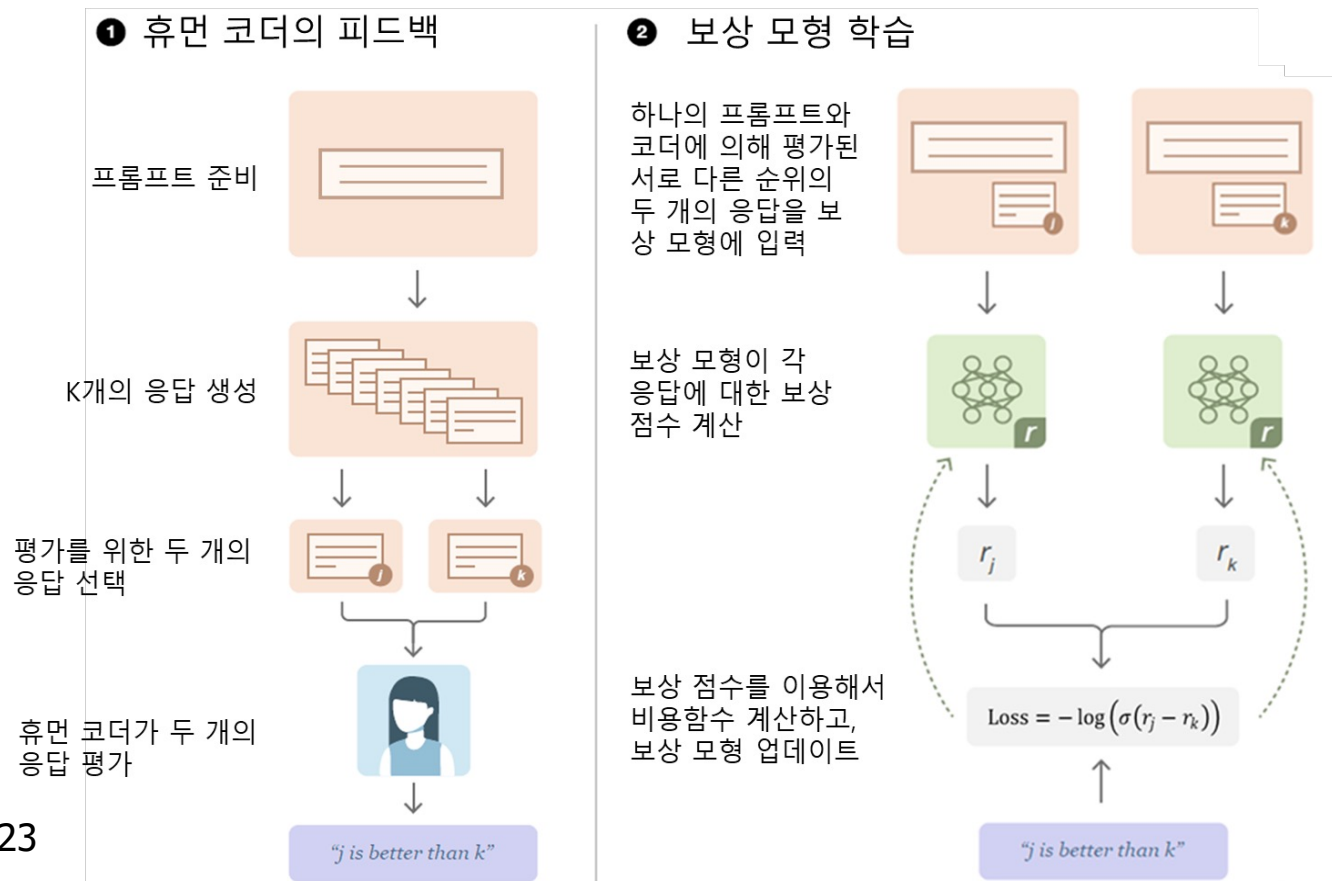 ❶ 휴먼 코더의 피드백
프롬프트 준비
K개의 응답 생성
평가를 위한 두 개의
응답 선택
j
k
휴먼 코더가 두 개의
응답 평가
"j is better than k"
23
❷ 보상 모형 학습
하나의 프롬프트와
코더에 의해 평가된
서로 다른 순위의
두 개의 응답을 보
상 모형에 입력
j
k
보상 모형이 각
응답에 대한 보상
점수 계산
r
r
r_j
r_k
보상 점수를 이용해서
비용함수 계산하고,
보상 모형 업데이트
Loss = − log(σ(r_j − r_k))
"j is better than k"